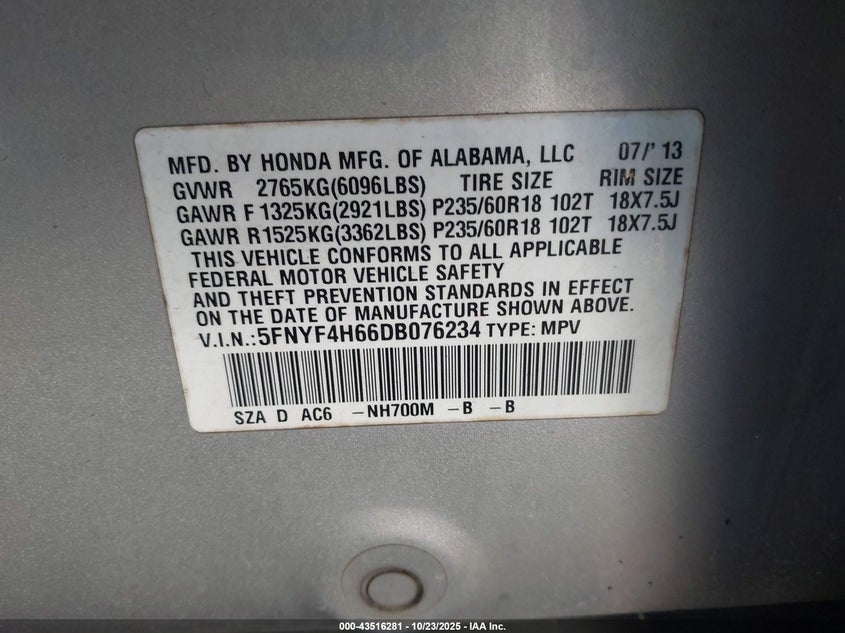 MFD. BY HONDA MFG. OF ALABAMA, LLC 07/'13
GVWR 2765KG(6096LBS) TIRE SIZE RIM SIZE
GAWR F 1325KG(2921LBS) P235/60R18 102T 18X7.5J
GAWR R1525KG(3362LBS) P235/60R18 102T 18X7.5J
THIS VEHICLE CONFORMS TO ALL APPLICABLE
FEDERAL MOTOR VEHICLE SAFETY
AND THEFT PREVENTION STANDARDS IN EFFECT
ON THE DATE OF MANUFACTURE SHOWN ABOVE.
V.I.N.:5FNYF4H66DB076234 TYPE: MPV
SZA D AC6 -NH700M -B -B
000-43516281 - 10/23/2025 - IAA Inc.